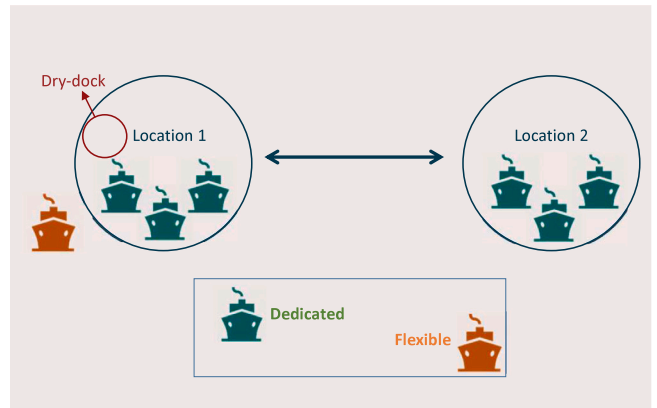 Dry-dock
Location 1
Location 2
Dedicated
Flexible